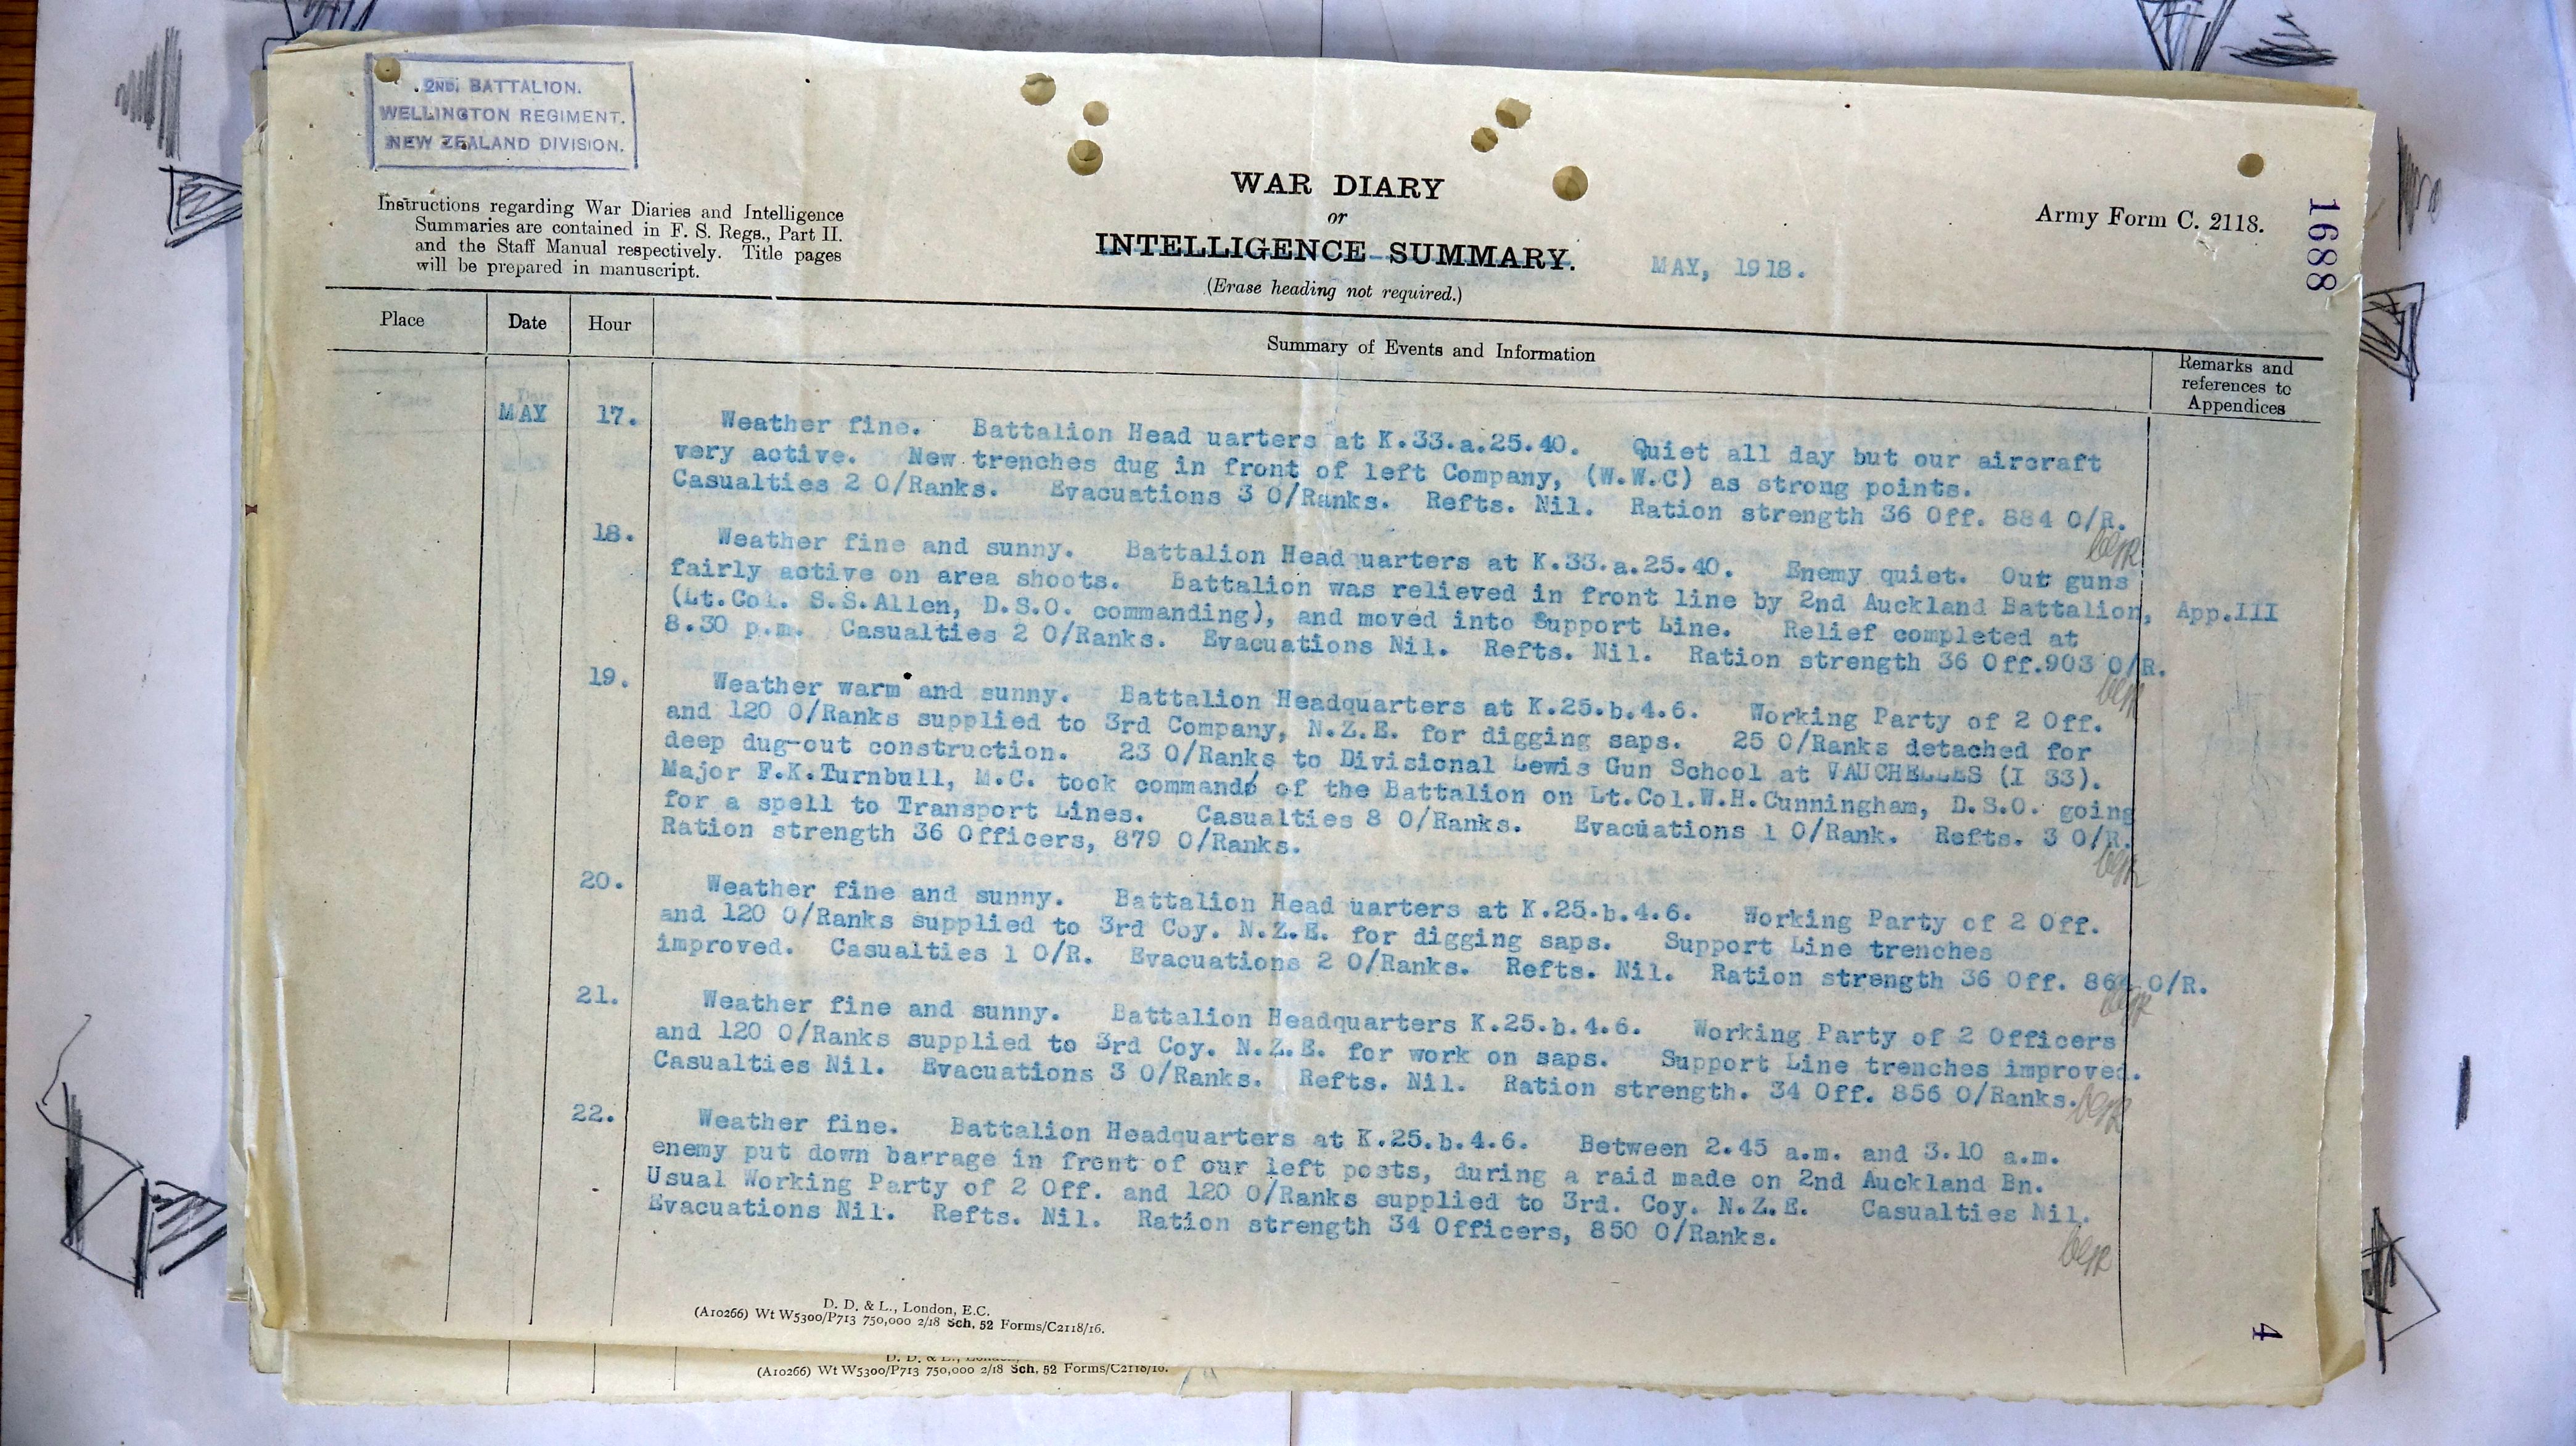 2ND. BATTALION.
WELLINGTON REGIMENT.
NEW ZEALAND DIVISION.
Instructions regarding War Diaries and Intelligence
Summaries are contained in F. S. Regs., Part II.
and the Staff Manual respectively. Title pages
will be prepared in manuscript.
WAR DIARY
or
INTELLIGENCE SUMMARY.
(Erase heading not required.)
MAY, 1918.
Army Form C. 2118.
1688
Place
Date
Hour
Summary of Events and Information
Remarks and
references to
Appendices
MAY 17. Weather fine. Battalion Head uarters at K.33.a.25.40. Quiet all day but our aircraft
very active. New trenches dug in front of left Company, (W.W.C) as strong points.
Casualties 2 O/Ranks. Evacuations 3 O/Ranks. Refts. Nil. Ration strength 36 Off. 884 O/R.
18. Weather fine and sunny. Battalion Head uarters at K.33.a.25.40. Enemy quiet. Our guns
fairly active on area shoots. Battalion was relieved in front line by 2nd Auckland Battalion, App.III
(Lt.Col. S.S.Allen, D.S.O. commanding), and moved into Support Line. Relief completed at
8.30 p.m. Casualties 2 O/Ranks. Evacuations Nil. Refts. Nil. Ration strength 36 Off.903 O/R.
19. Weather warm and sunny. Battalion Headquarters at K.25.b.4.6. Working Party of 2 Off.
and 120 O/Ranks supplied to 3rd Company, N.Z.E. for digging saps. 25 O/Ranks detached for
deep dug-out construction. 23 O/Ranks to Divisional Lewis Gun School at VAUCHELLES (I 33).
Major F.K.Turnbull, M.C. took command of the Battalion on Lt.Col.W.H.Cunningham, D.S.O. going
for a spell to Transport Lines. Casualties 8 O/Ranks. Evacuations 1 O/Rank. Refts. 3 O/R.
Ration strength 36 Officers, 879 O/Ranks.
20. Weather fine and sunny. Battalion Head uarters at K.25.b.4.6. Working Party of 2 Off.
and 120 O/Ranks supplied to 3rd Coy. N.Z.E. for digging saps. Support Line trenches
improved. Casualties 1 O/R. Evacuations 2 O/Ranks. Refts. Nil. Ration strength 36 Off. O/R.
21. Weather fine and sunny. Battalion Headquarters K.25.b.4.6. Working Party of 2 Officers
and 120 O/Ranks supplied to 3rd Coy. N.Z.E. for work on saps. Support Line trenches improved.
Casualties Nil. Evacuations 3 O/Ranks. Refts. Nil. Ration strength. 34 Off. 856 O/Ranks.
22. Weather fine. Battalion Headquarters at K.25.b.4.6. Between 2.45 a.m. and 3.10 a.m.
enemy put down barrage in front of our left posts, during a raid made on 2nd Auckland Bn.
Usual Working Party of 2 Off. and 120 O/Ranks supplied to 3rd. Coy. N.Z.E. Casualties Nil.
Evacuations Nil. Refts. Nil. Ration strength 34 Officers, 850 O/Ranks.
D. D. & L., London, E.C.
(A10266) Wt W5300/P713 750,000 2/18 Sch. 52 Forms/C2118/16.
4
(A10266) Wt W5300/P713 750,000 2/18 Sch. 52 Forms/C2118/16.